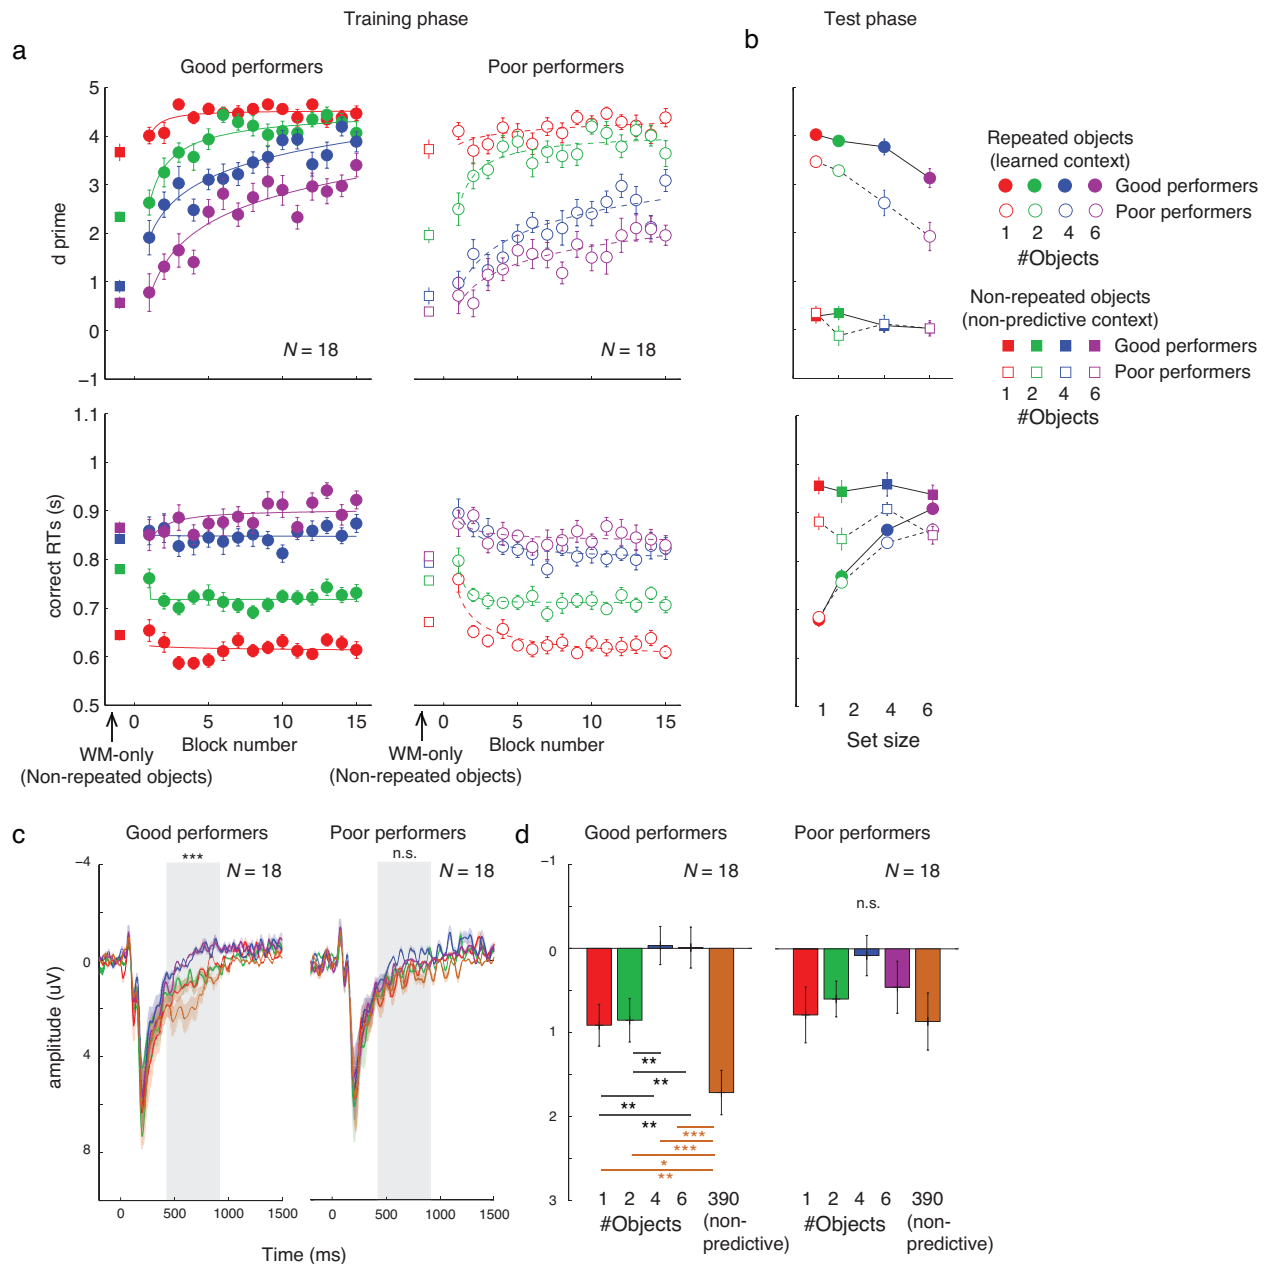 Training phase
Test phase
a
b
Good performers
Poor performers
5
4
3
2
1
0
−1
d prime
N = 18
N = 18
Repeated objects
(learned context)
Good performers
Poor performers
1 2 4 6
#Objects
Non-repeated objects
(non-predictive context)
Good performers
Poor performers
1 2 4 6
#Objects
1.1
1
0.9
0.8
0.7
0.6
0.5
correct RTs (s)
0 5 10 15
Block number
WM-only
(Non-repeated objects)
0 5 10 15
Block number
WM-only
(Non-repeated objects)
1 2 4 6
Set size
c
Good performers
Poor performers
−4
0
4
8
amplitude (uV)
***
N = 18
n.s.
N = 18
0 500 1000 1500
0 500 1000 1500
Time (ms)
d
Good performers
Poor performers
−1
0
1
2
3
N = 18
N = 18
n.s.
**
**
**
**
***
***
*
**
1 2 4 6 390
#Objects (non-
predictive)
1 2 4 6 390
#Objects (non-
predictive)